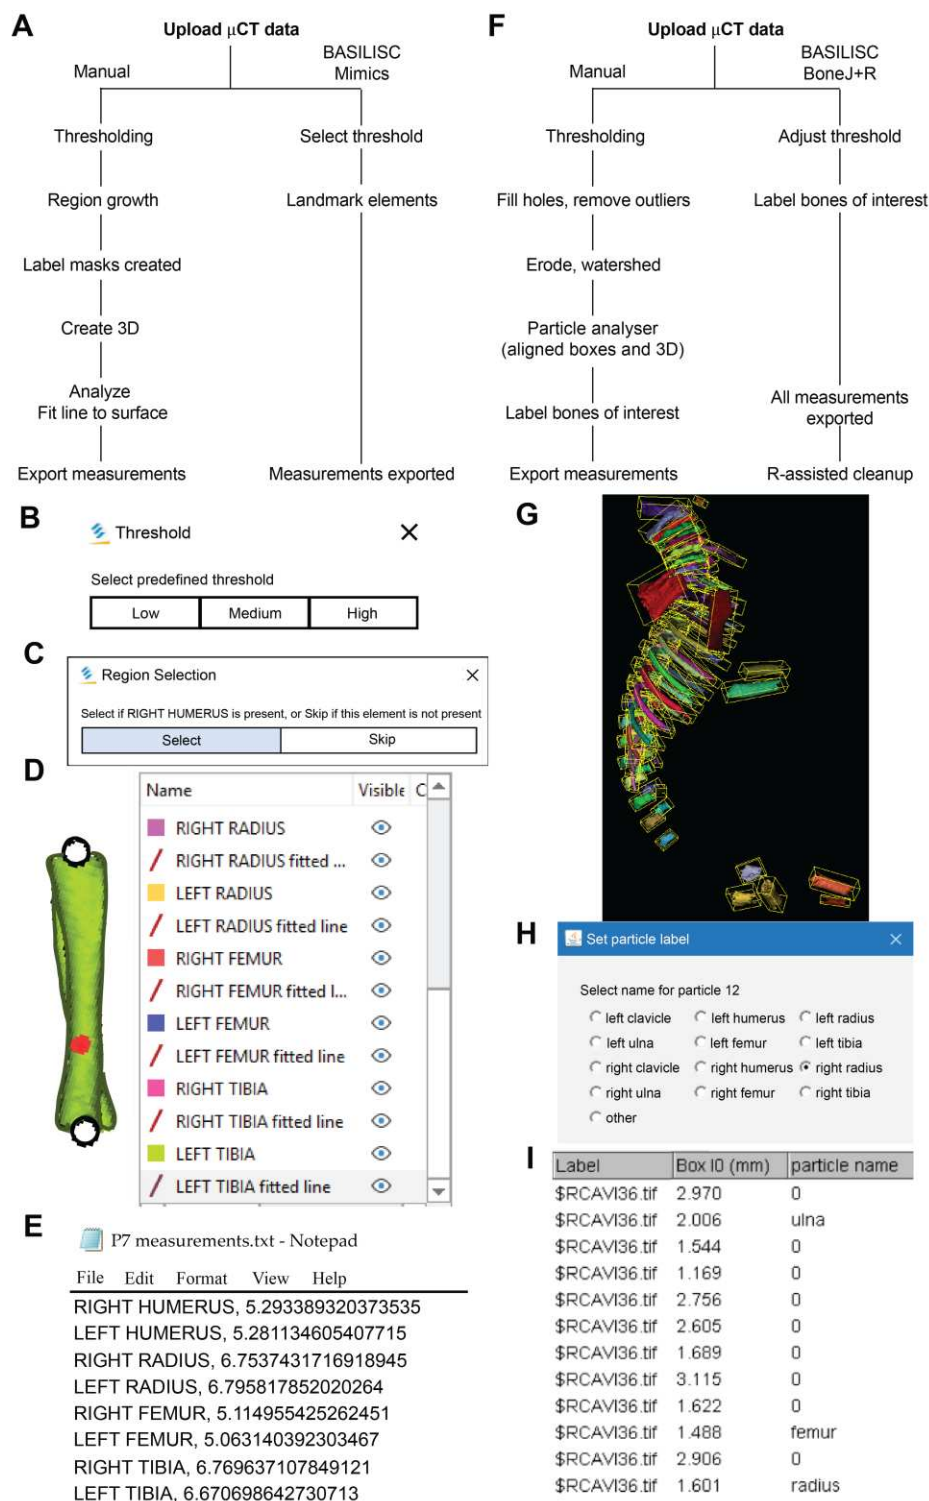 A
Upload µCT data
Manual
BASILISC
Mimics
Thresholding
Select threshold
Region growth
Landmark elements
Label masks created
Create 3D
Analyze
Fit line to surface
Export measurements
Measurements exported
B
Threshold
Select predefined threshold
Low Medium High
C
Region Selection
Select if RIGHT HUMERUS is present, or Skip if this element is not present
Select Skip
D
Name Visible C
RIGHT RADIUS
RIGHT RADIUS fitted ...
LEFT RADIUS
LEFT RADIUS fitted line
RIGHT FEMUR
RIGHT FEMUR fitted l...
LEFT FEMUR
LEFT FEMUR fitted line
RIGHT TIBIA
RIGHT TIBIA fitted line
LEFT TIBIA
LEFT TIBIA fitted line
E
P7 measurements.txt - Notepad
File Edit Format View Help
RIGHT HUMERUS, 5.293389320373535
LEFT HUMERUS, 5.281134605407715
RIGHT RADIUS, 6.7537431716918945
LEFT RADIUS, 6.795817852020264
RIGHT FEMUR, 5.114955425262451
LEFT FEMUR, 5.063140392303467
RIGHT TIBIA, 6.769637107849121
LEFT TIBIA, 6.670698642730713
F
Upload µCT data
Manual
BASILISC
BoneJ+R
Thresholding
Adjust threshold
Fill holes, remove outliers
Label bones of interest
Erode, watershed
Particle analyser
(aligned boxes and 3D)
Label bones of interest
All measurements
exported
Export measurements
R-assisted cleanup
G
H
Set particle label
Select name for particle 12
left clavicle left humerus left radius
left ulna left femur left tibia
right clavicle right humerus right radius
right ulna right femur right tibia
other
I
Label Box I0 (mm) particle name
$RCAVI36.tif 2.970 0
$RCAVI36.tif 2.006 ulna
$RCAVI36.tif 1.544 0
$RCAVI36.tif 1.169 0
$RCAVI36.tif 2.756 0
$RCAVI36.tif 2.605 0
$RCAVI36.tif 1.689 0
$RCAVI36.tif 3.115 0
$RCAVI36.tif 1.622 0
$RCAVI36.tif 1.488 femur
$RCAVI36.tif 2.906 0
$RCAVI36.tif 1.601 radius